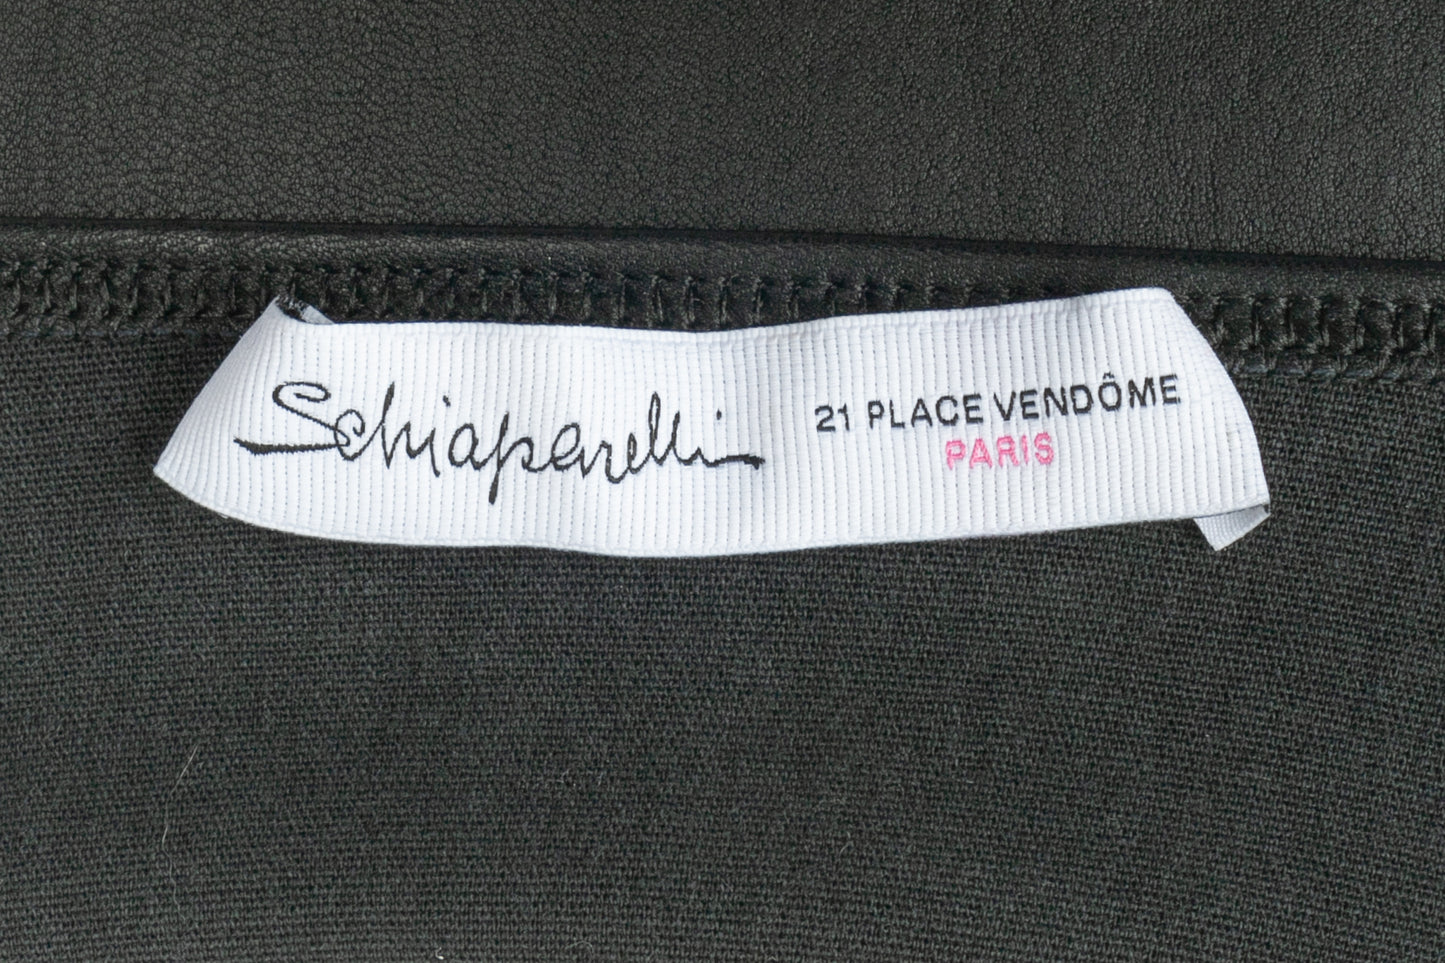 Schiaparelli
21 PLACE VENDÔME
PARIS